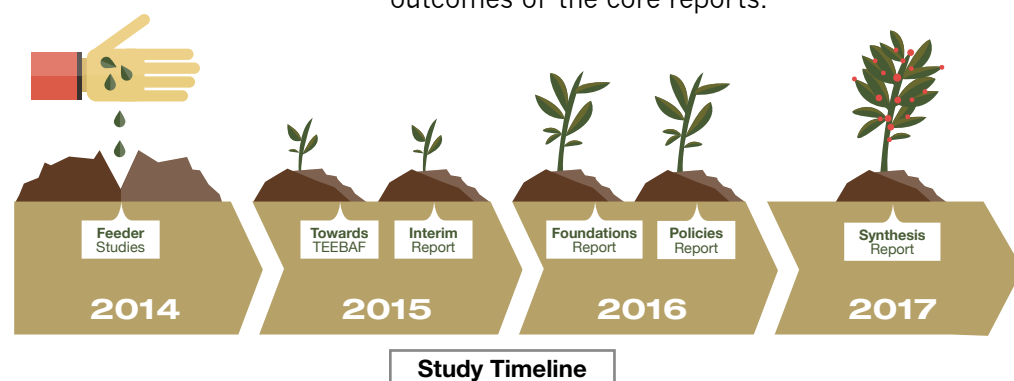 outcomes of the core reports.
Feeder
Studies
Towards
TEEBAF
Interim
Report
Foundations
Report
Policies
Report
Synthesis
Report
2014
2015
2016
2017
Study Timeline